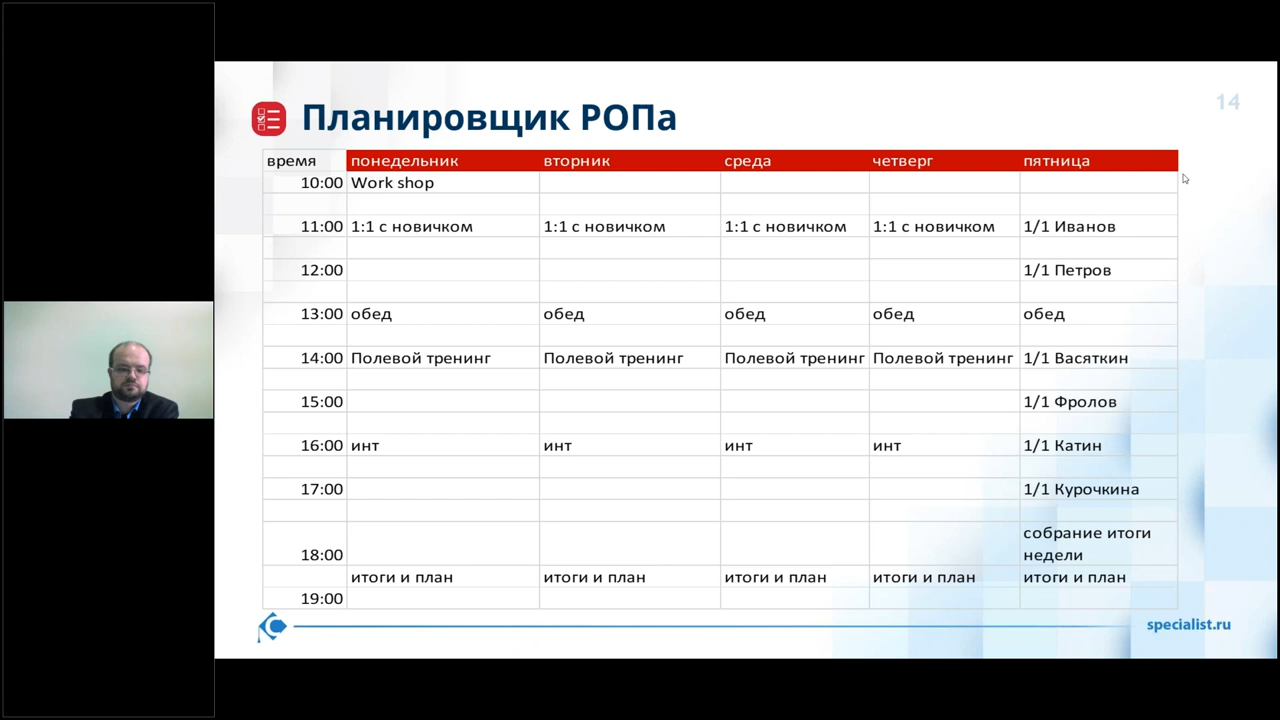 14
Планировщик РОПа
время понедельник вторник среда четверг пятница
10:00 Work shop
11:00 1:1 с новичком 1:1 с новичком 1:1 с новичком 1:1 с новичком 1/1 Иванов
12:00 1/1 Петров
13:00 обед обед обед обед обед
14:00 Полевой тренинг Полевой тренинг Полевой тренинг Полевой тренинг 1/1 Васяткин
15:00 1/1 Фролов
16:00 инт инт инт инт 1/1 Катин
17:00 1/1 Курочкина
собрание итоги
18:00 недели
итоги и план итоги и план итоги и план итоги и план итоги и план
19:00
specialist.ru